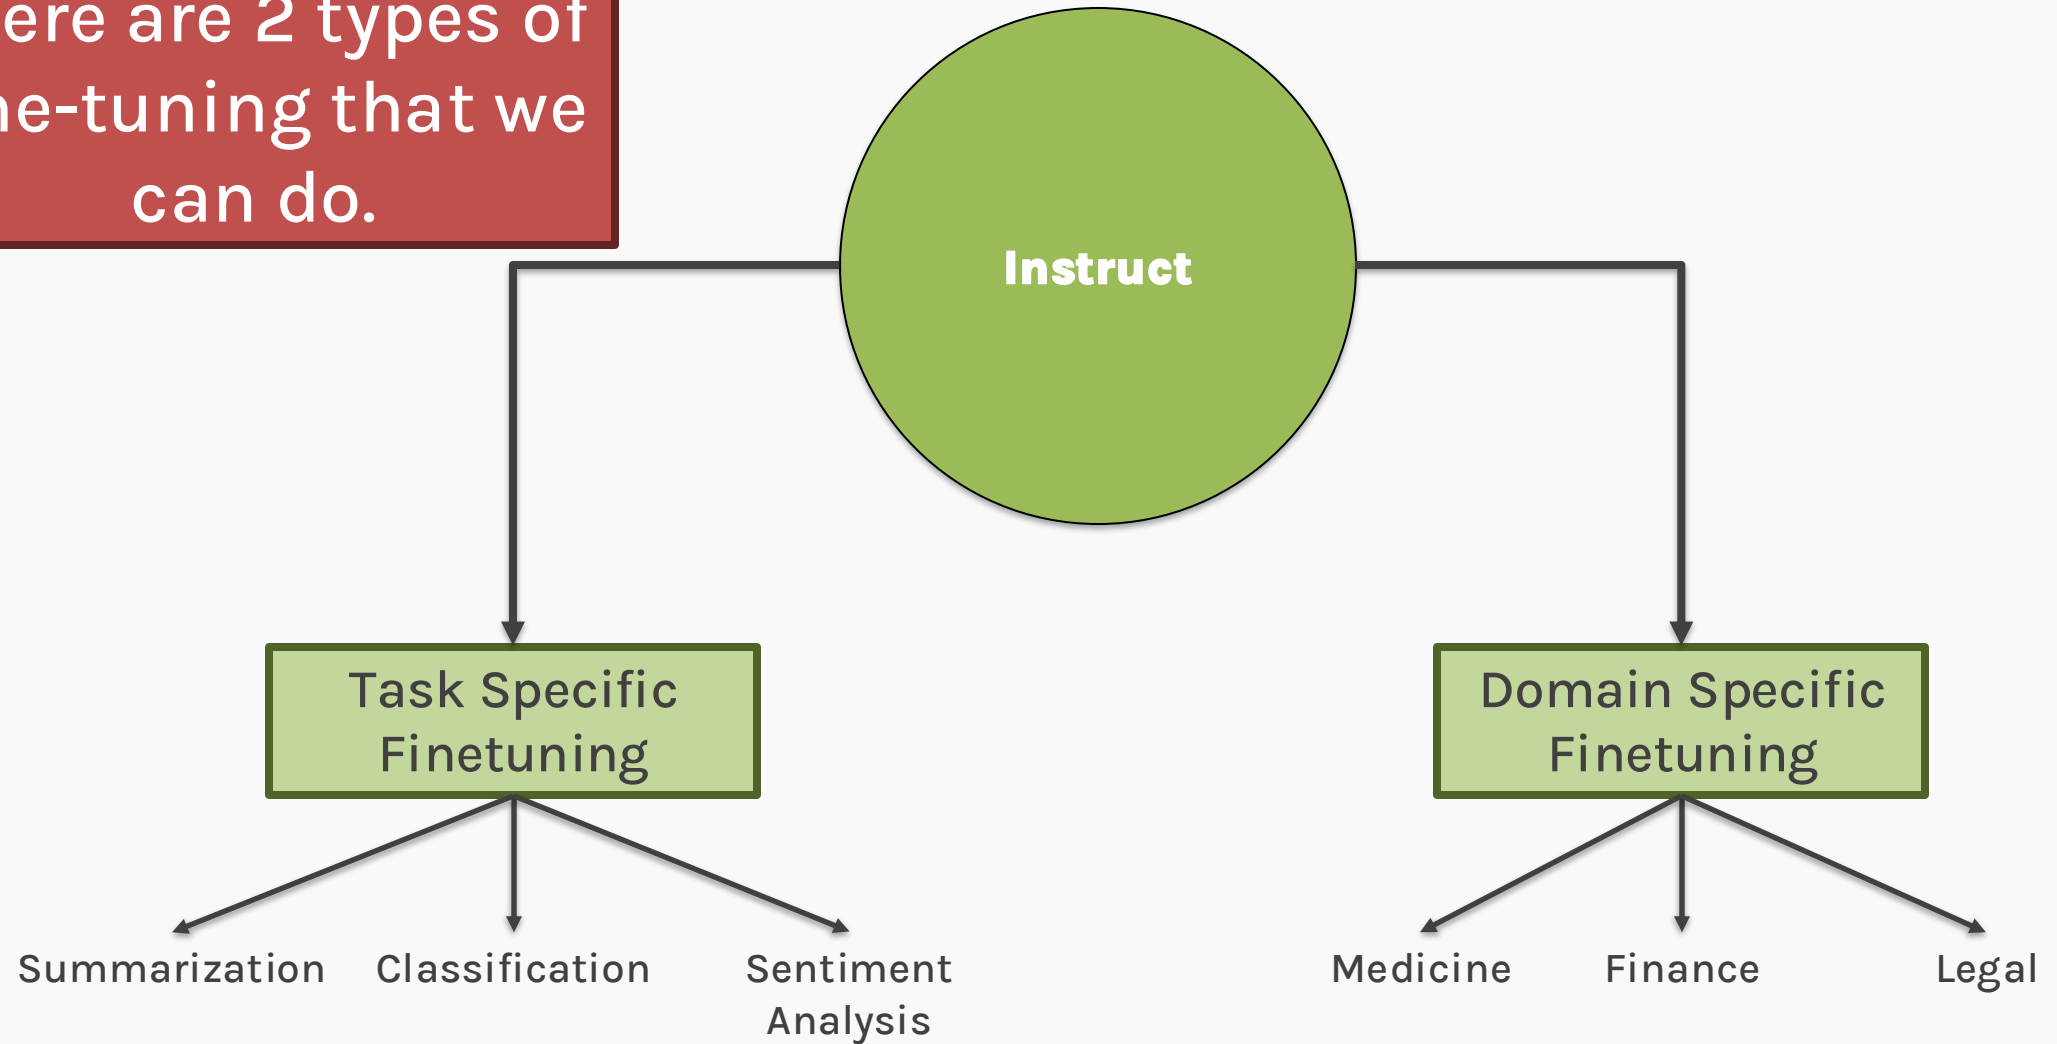 ere are 2 types of
ne-tuning that we
can do.
Instruct
Task Specific
Finetuning
Domain Specific
Finetuning
Summarization
Classification
Sentiment
Analysis
Medicine
Finance
Legal